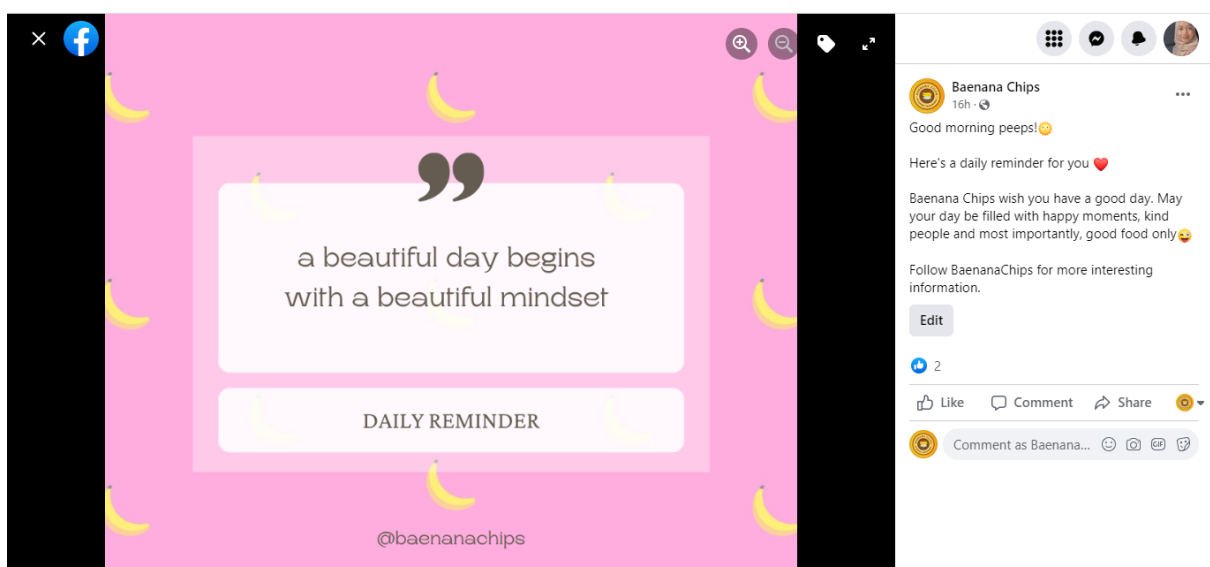 ”
a beautiful day begins
with a beautiful mindset
DAILY REMINDER
@baenanachips
Baenana Chips
16h ·
Good morning peeps!😳
Here's a daily reminder for you ❤️
Baenana Chips wish you have a good day. May
your day be filled with happy moments, kind
people and most importantly, good food only😜
Follow BaenanaChips for more interesting
information.
Edit
2
Like Comment Share
Comment as Baenana... GIF